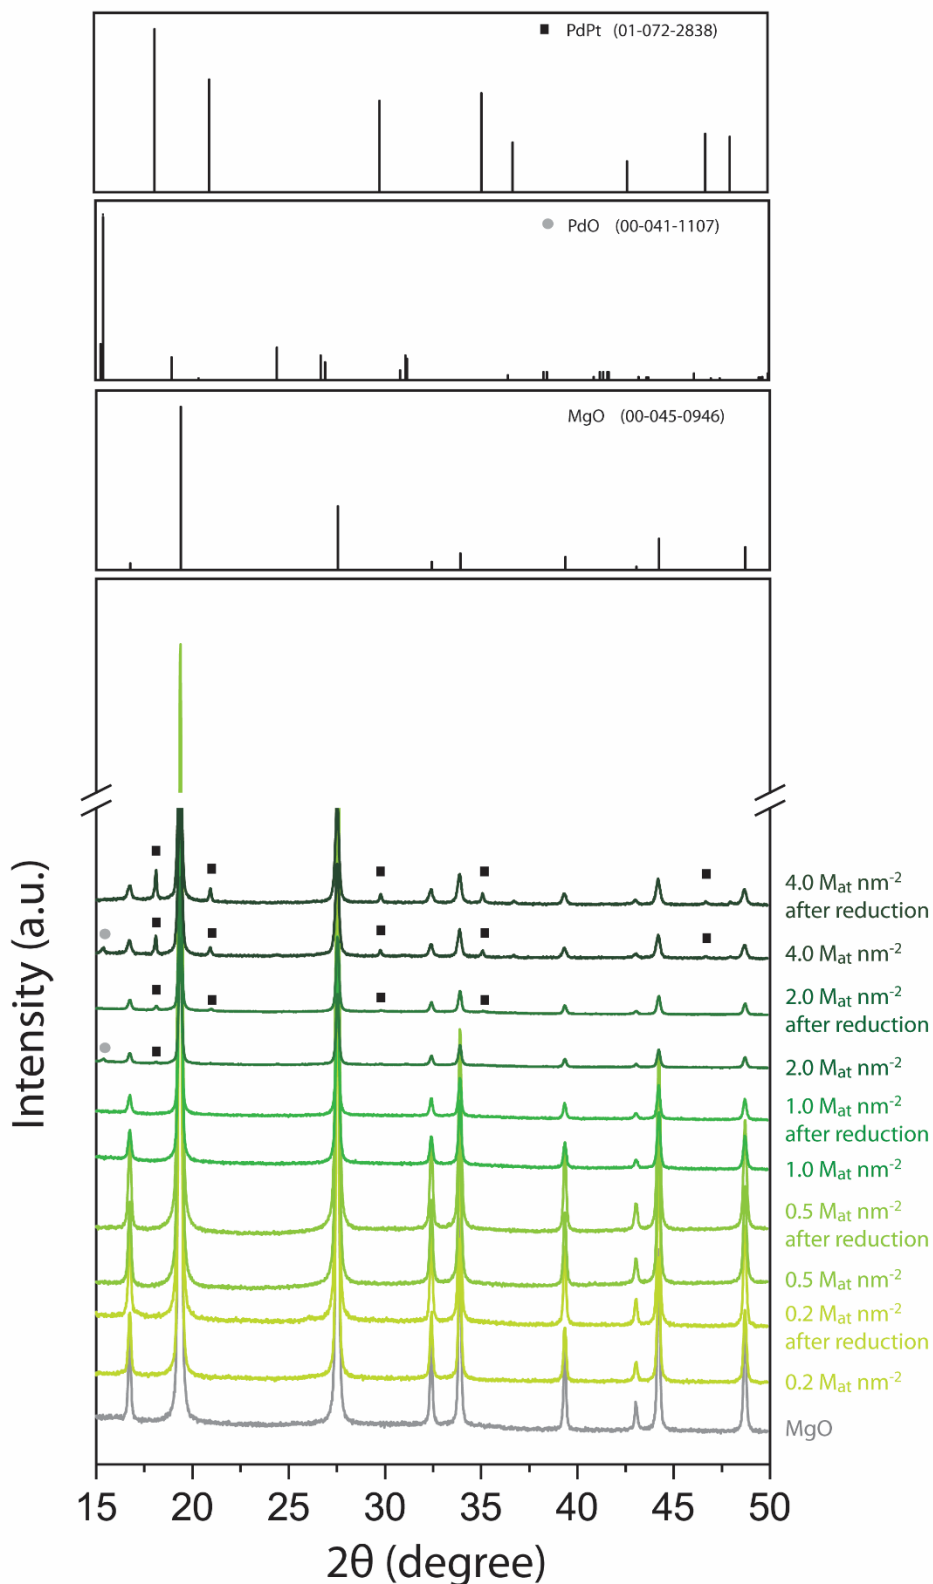 ■ PdPt (01-072-2838)
● PdO (00-041-1107)
MgO (00-045-0946)
Intensity (a.u.)
4.0 Mat nm-2
after reduction
4.0 Mat nm-2
2.0 Mat nm-2
after reduction
2.0 Mat nm-2
1.0 Mat nm-2
after reduction
1.0 Mat nm-2
0.5 Mat nm-2
after reduction
0.5 Mat nm-2
0.2 Mat nm-2
after reduction
0.2 Mat nm-2
MgO
15 20 25 30 35 40 45 50
2θ (degree)